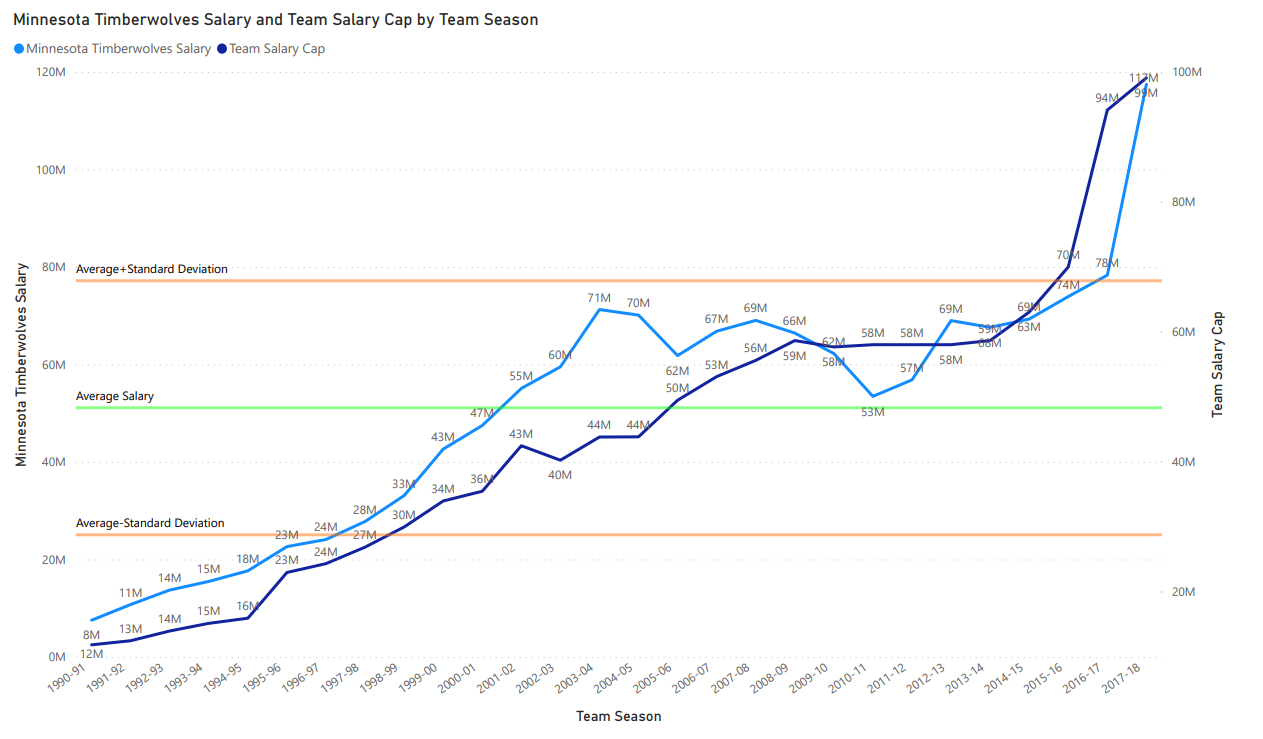 Minnesota Timberwolves Salary and Team Salary Cap by Team Season
Minnesota Timberwolves Salary Team Salary Cap
120M
100M
80M
60M
40M
20M
0M
Minnesota Timberwolves Salary
100M
80M
60M
40M
20M
Team Salary Cap
Average+Standard Deviation
Average Salary
Average-Standard Deviation
8M 11M 14M 15M 18M 23M 24M 28M 33M 43M 47M 55M 60M 71M 70M 62M 67M 69M 66M 62M 53M 57M 69M 68M 69M 74M 78M 117M
12M 13M 14M 15M 16M 23M 24M 27M 30M 34M 36M 43M 40M 44M 44M 50M 53M 56M 59M 58M 58M 58M 58M 59M 63M 70M 94M 99M
1990-91 1991-92 1992-93 1993-94 1994-95 1995-96 1996-97 1997-98 1998-99 1999-00 2000-01 2001-02 2002-03 2003-04 2004-05 2005-06 2006-07 2007-08 2008-09 2009-10 2010-11 2011-12 2012-13 2013-14 2014-15 2015-16 2016-17 2017-18
Team Season